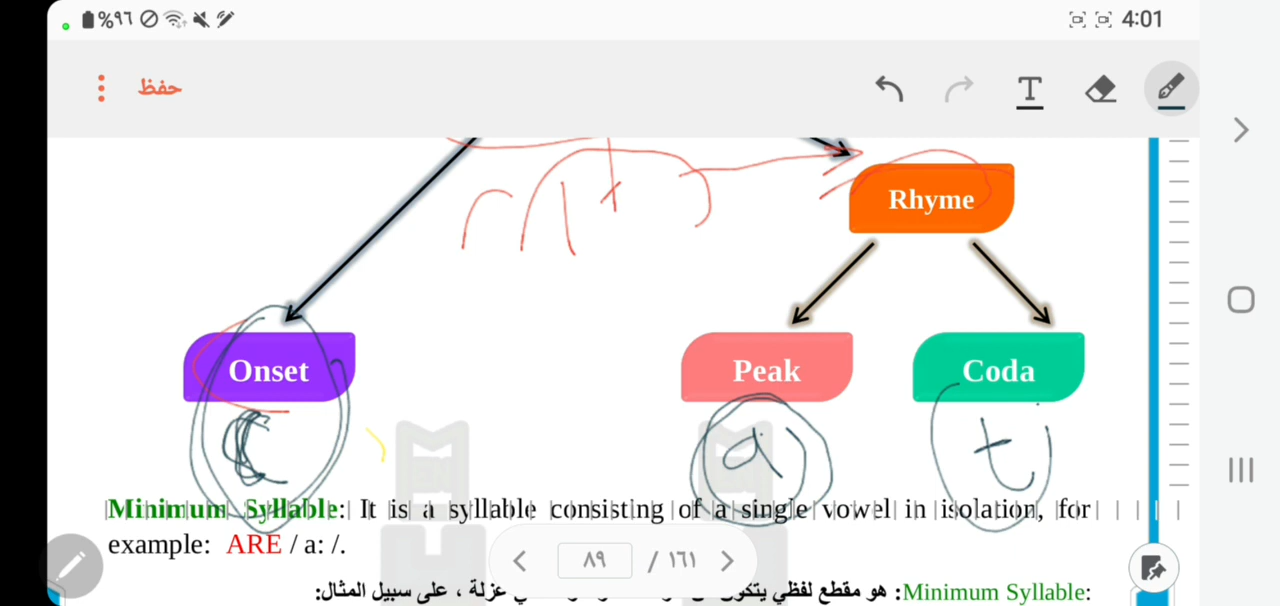 %٩٦ 4:01
حفظ T
Rhyme
Onset Peak Coda
c a t
Minimum Syllable: It is a syllable consisting of a single vowel in isolation, for
example: ARE / a: /.
٨٩ / ١٦١
Minimum Syllable: هو مقطع لفظي عزلة ، على سبيل المثال: